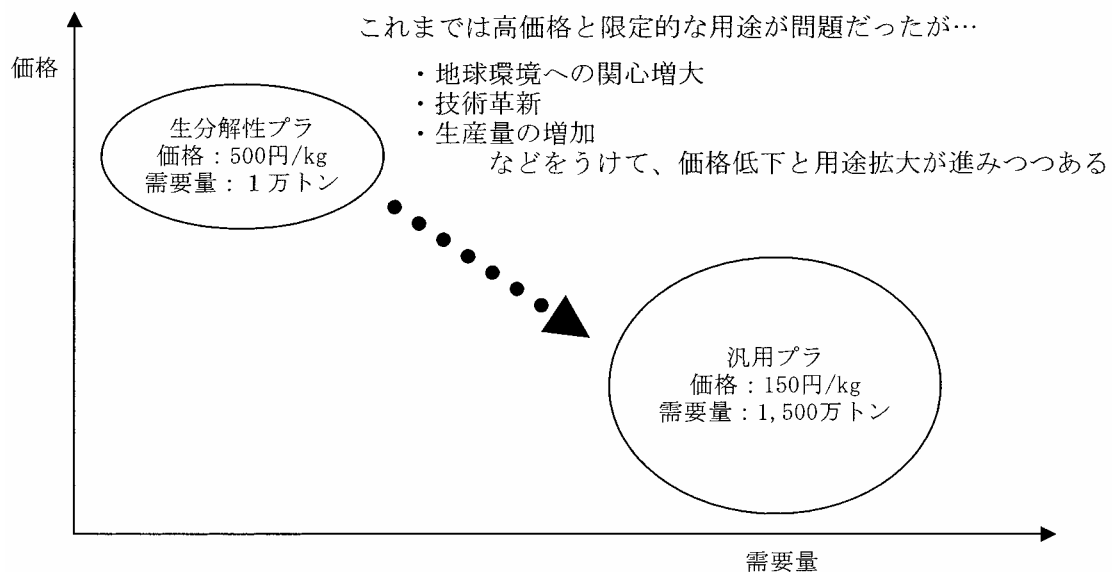 これまでは高価格と限定的な用途が問題だったが…
価格
・地球環境への関心増大
・技術革新
・生産量の増加
などをうけて、価格低下と用途拡大が進みつつある
生分解性プラ
価格：500円/kg
需要量：１万トン
汎用プラ
価格：150円/kg
需要量：1,500万トン
需要量